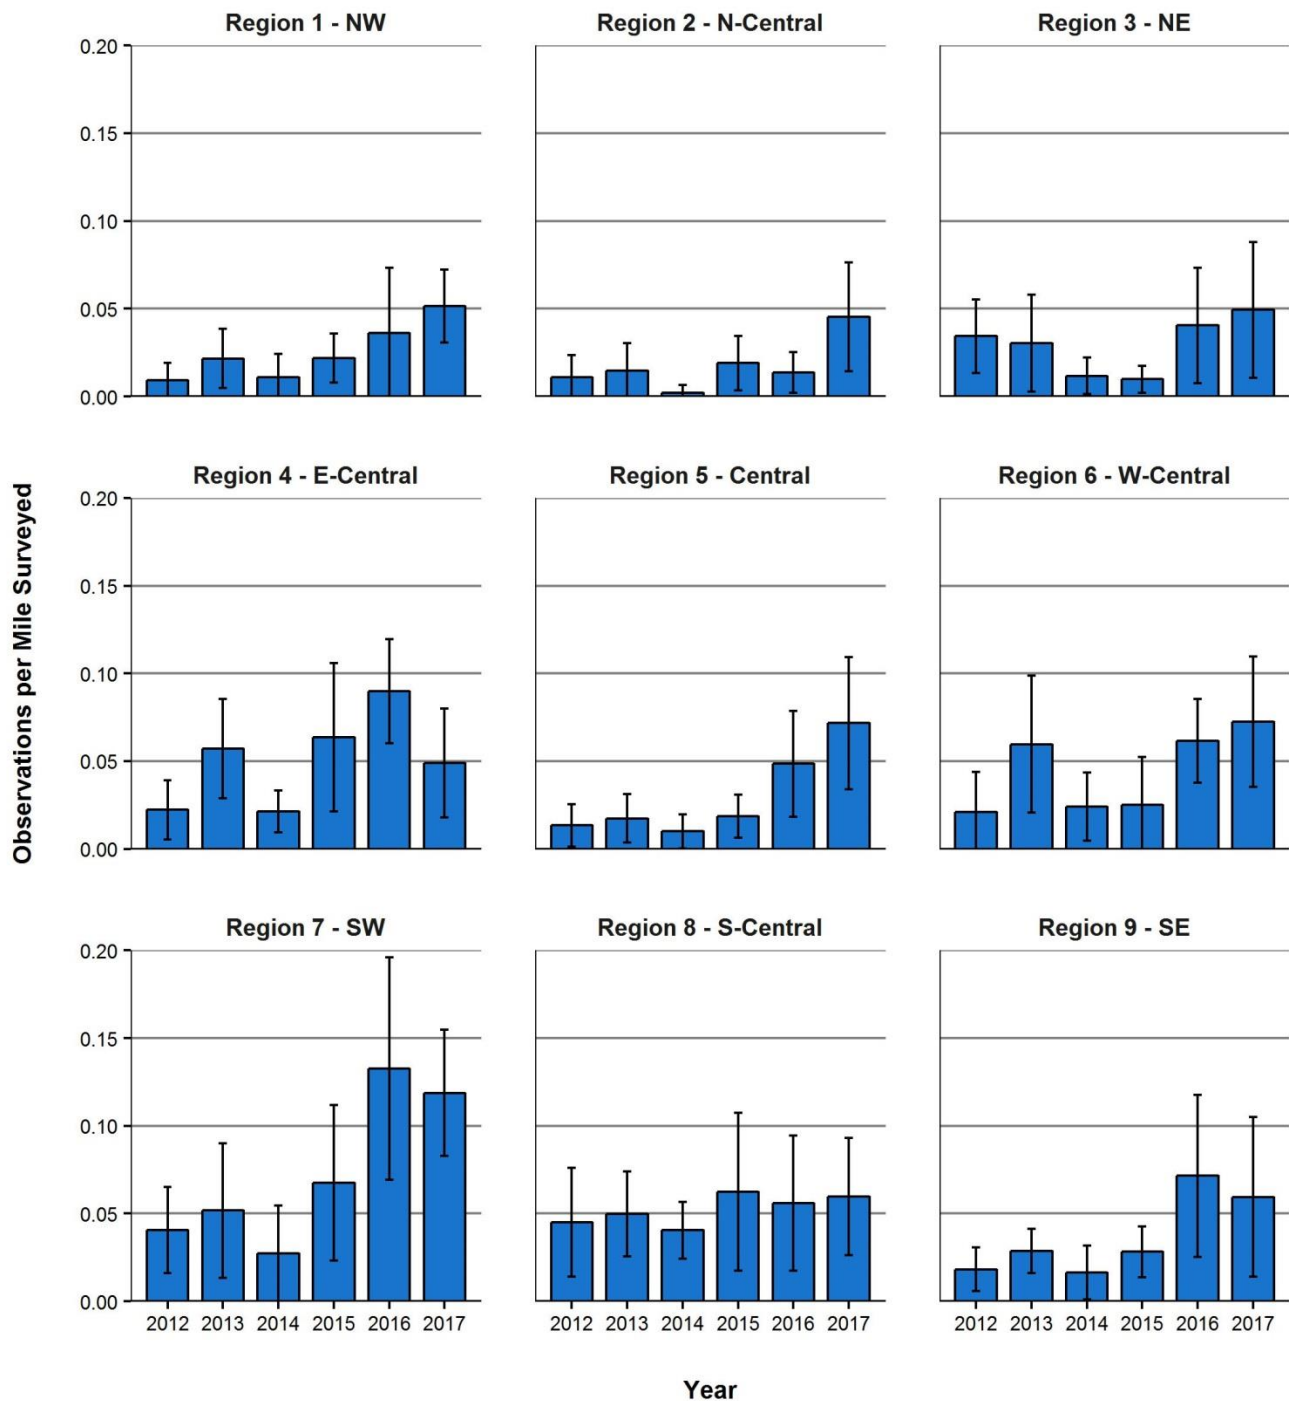 Region 1 - NW
Region 2 - N-Central
Region 3 - NE
0.20
0.15
0.10
0.05
0.00
Region 4 - E-Central
Region 5 - Central
Region 6 - W-Central
0.20
0.15
0.10
0.05
0.00
Observations per Mile Surveyed
Region 7 - SW
Region 8 - S-Central
Region 9 - SE
0.20
0.15
0.10
0.05
0.00
2012 2013 2014 2015 2016 2017
2012 2013 2014 2015 2016 2017
2012 2013 2014 2015 2016 2017
Year